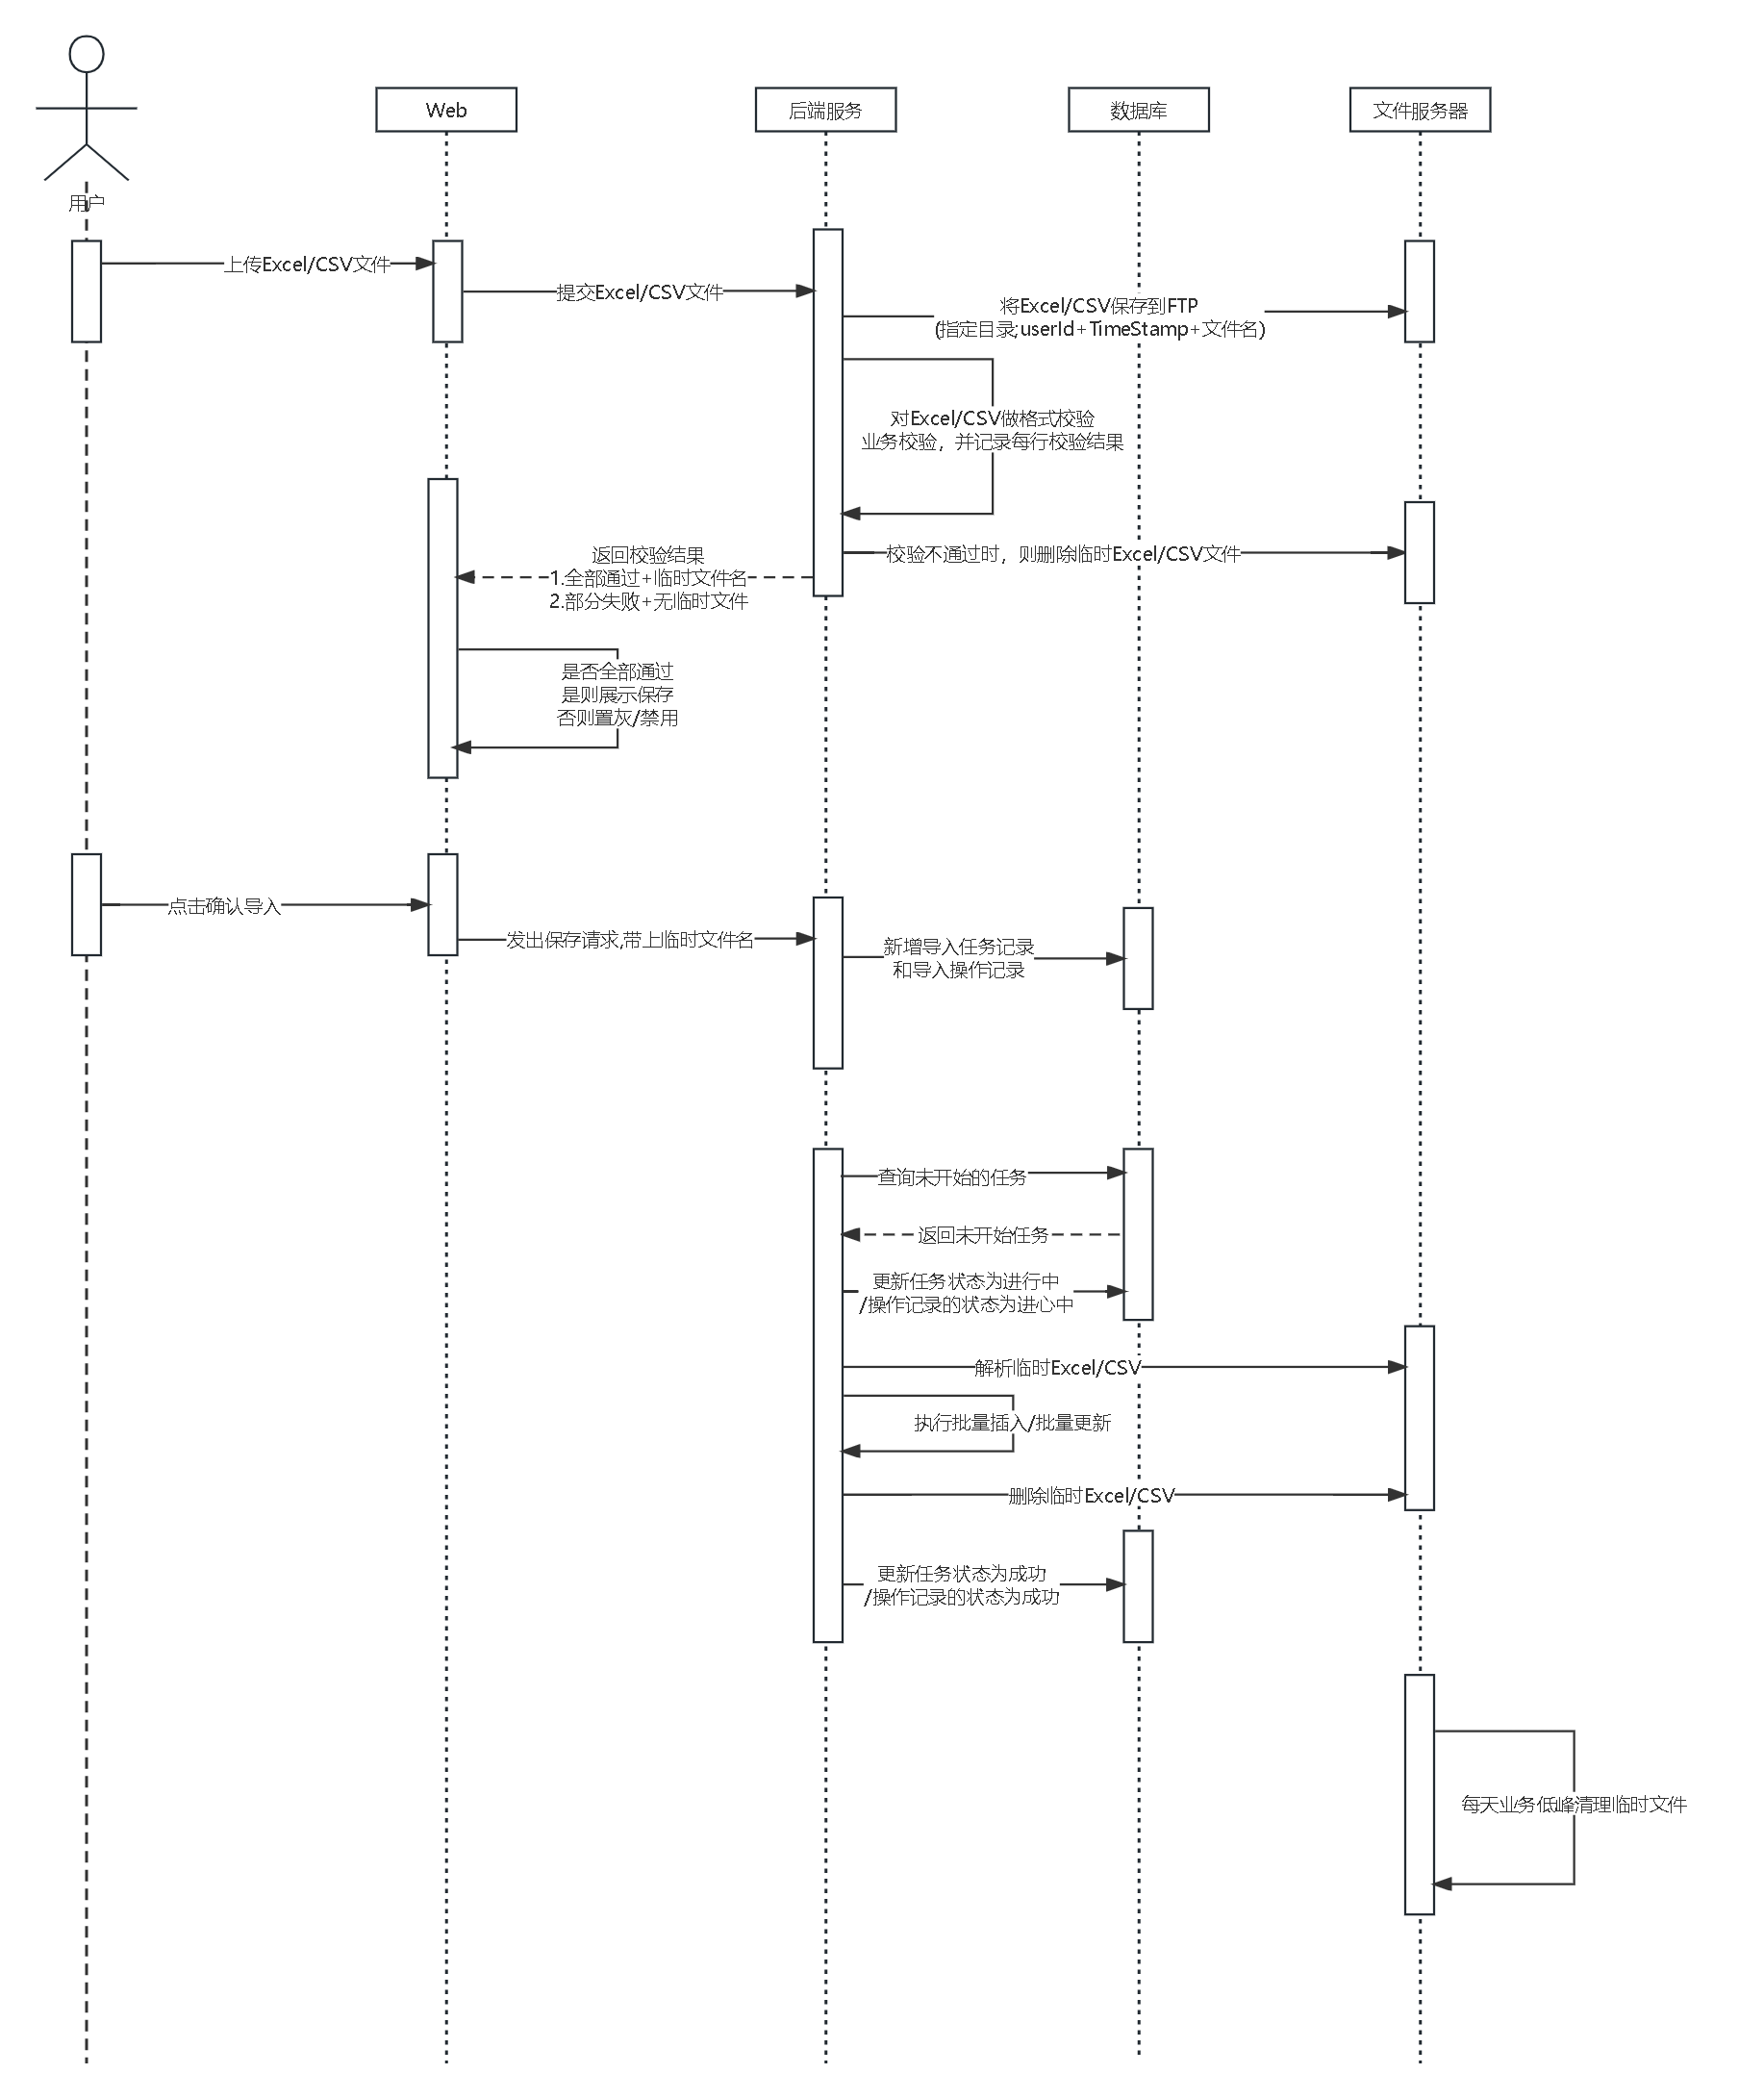 用户
Web
后端服务
数据库
文件服务器
上传Excel/CSV文件
提交Excel/CSV文件
将Excel/CSV保存到FTP
(指定目录;userId+TimeStamp+文件名)
对Excel/CSV做格式校验
业务校验，并记录每行校验结果
校验不通过时，则删除临时Excel/CSV文件
返回校验结果
1.全部通过+临时文件名
2.部分失败+无临时文件
是否全部通过
是则展示保存
否则置灰/禁用
点击确认导入
发出保存请求,带上临时文件名
新增导入任务记录
和导入操作记录
查询未开始的任务
返回未开始任务
更新任务状态为进行中
/操作记录的状态为进心中
解析临时Excel/CSV
执行批量插入/批量更新
删除临时Excel/CSV
更新任务状态为成功
/操作记录的状态为成功
每天业务低峰清理临时文件